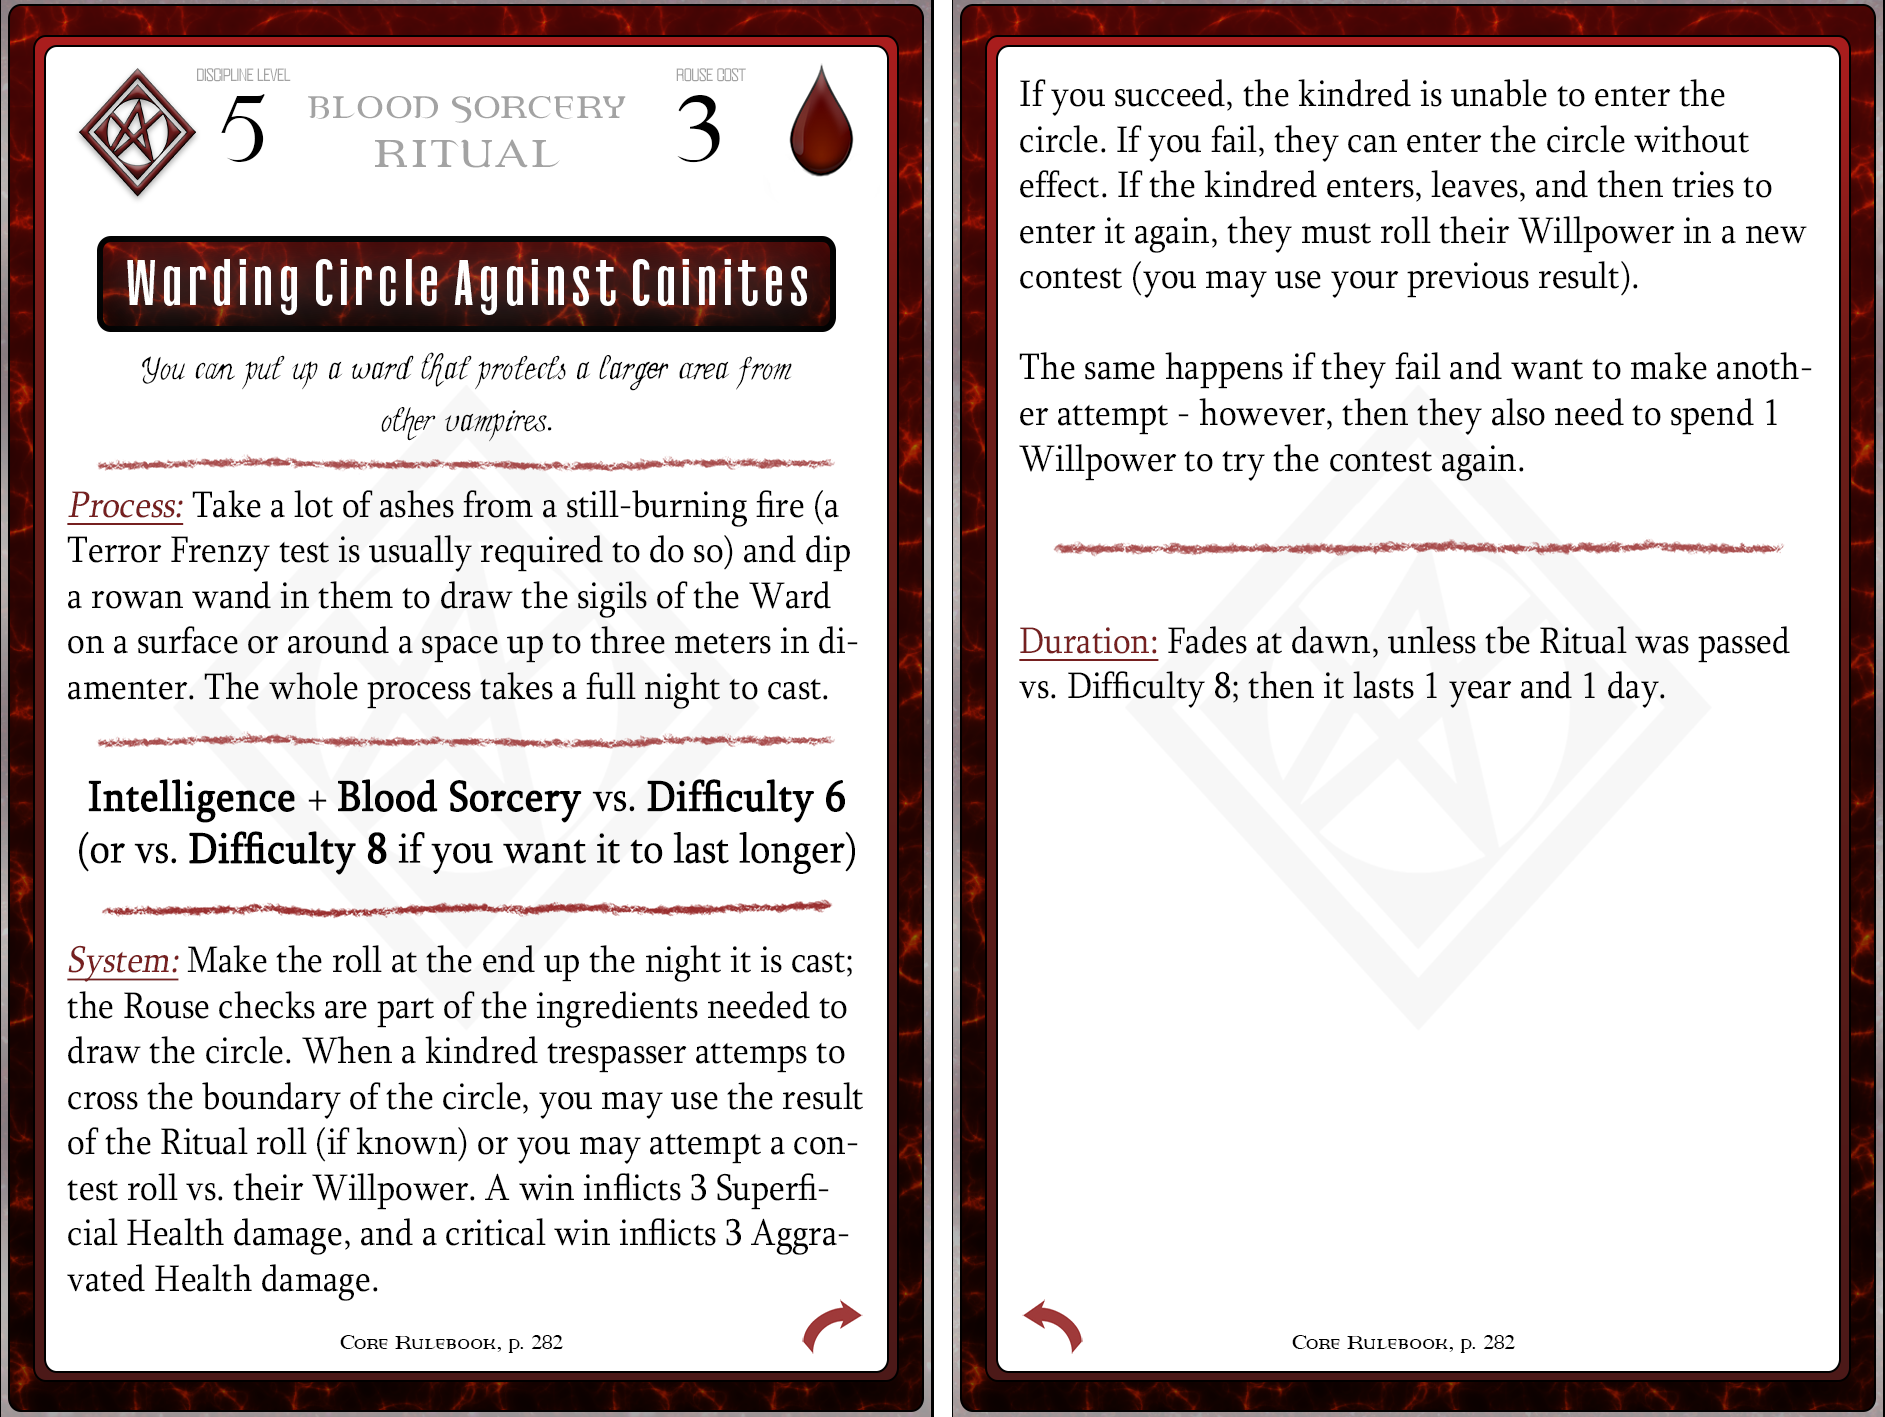 DISCIPLINE LEVEL
5
BLOOD SORCERY
RITUAL
ROUSE COST
3
Warding Circle Against Cainites
You can put up a ward that protects a larger area from
other vampires.
Process: Take a lot of ashes from a still-burning fire (a
Terror Frenzy test is usually required to do so) and dip
a rowan wand in them to draw the sigils of the Ward
on a surface or around a space up to three meters in di-
amenter. The whole process takes a full night to cast.
Intelligence + Blood Sorcery vs. Difficulty 6
(or vs. Difficulty 8 if you want it to last longer)
System: Make the roll at the end up the night it is cast;
the Rouse checks are part of the ingredients needed to
draw the circle. When a kindred trespasser attemps to
cross the boundary of the circle, you may use the result
of the Ritual roll (if known) or you may attempt a con-
test roll vs. their Willpower. A win inflicts 3 Superfi-
cial Health damage, and a critical win inflicts 3 Aggra-
vated Health damage.
Core Rulebook, p. 282
If you succeed, the kindred is unable to enter the
circle. If you fail, they can enter the circle without
effect. If the kindred enters, leaves, and then tries to
enter it again, they must roll their Willpower in a new
contest (you may use your previous result).
The same happens if they fail and want to make anoth-
er attempt - however, then they also need to spend 1
Willpower to try the contest again.
Duration: Fades at dawn, unless tbe Ritual was passed
vs. Difficulty 8; then it lasts 1 year and 1 day.
Core Rulebook, p. 282